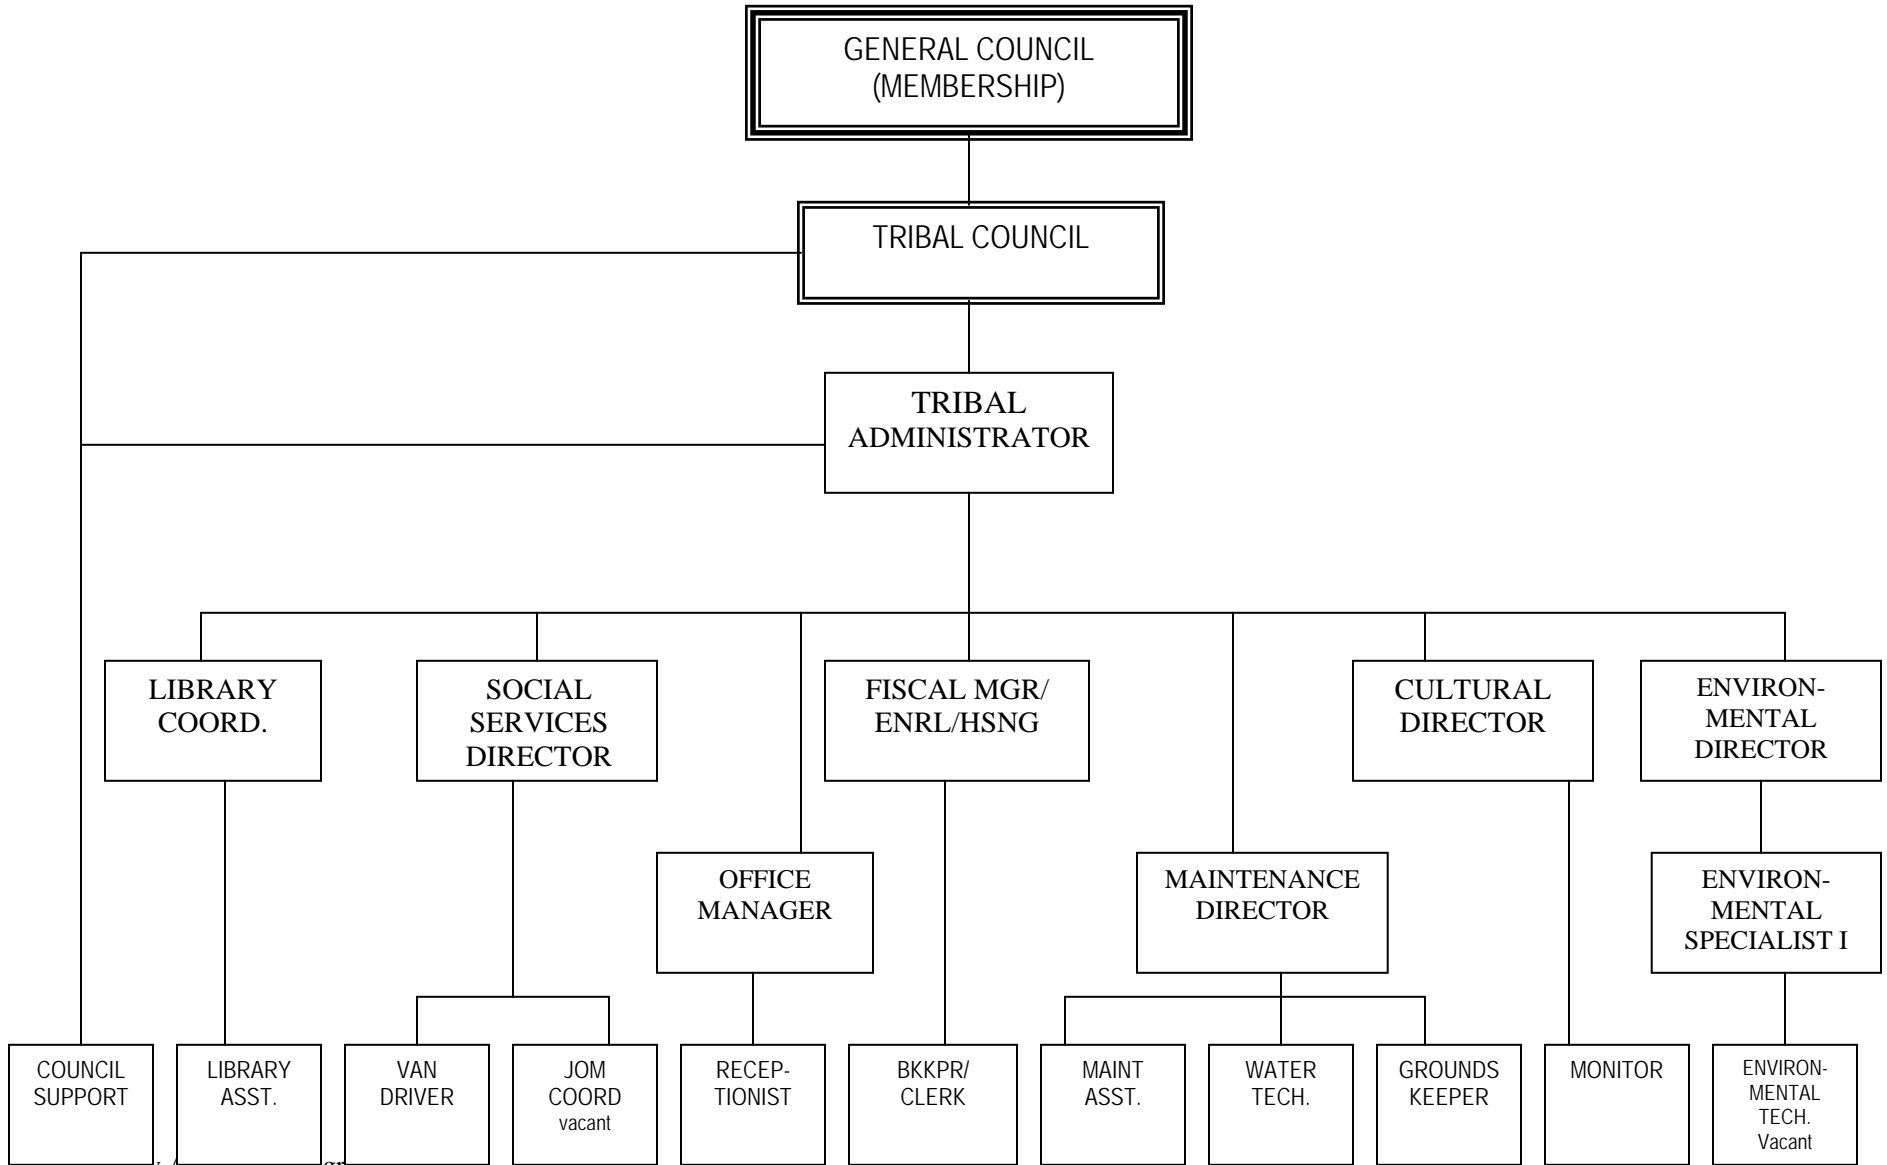 GENERAL COUNCIL
(MEMBERSHIP)
TRIBAL COUNCIL
TRIBAL
ADMINISTRATOR
LIBRARY
COORD.
SOCIAL
SERVICES
DIRECTOR
FISCAL MGR/
ENRL/HSNG
CULTURAL
DIRECTOR
ENVIRON-
MENTAL
DIRECTOR
OFFICE
MANAGER
MAINTENANCE
DIRECTOR
ENVIRON-
MENTAL
SPECIALIST I
COUNCIL
SUPPORT
LIBRARY
ASST.
VAN
DRIVER
JOM
COORD
vacant
RECEP-
TIONIST
BKKPR/
CLERK
MAINT
ASST.
WATER
TECH.
GROUNDS
KEEPER
MONITOR
ENVIRON-
MENTAL
TECH.
Vacant